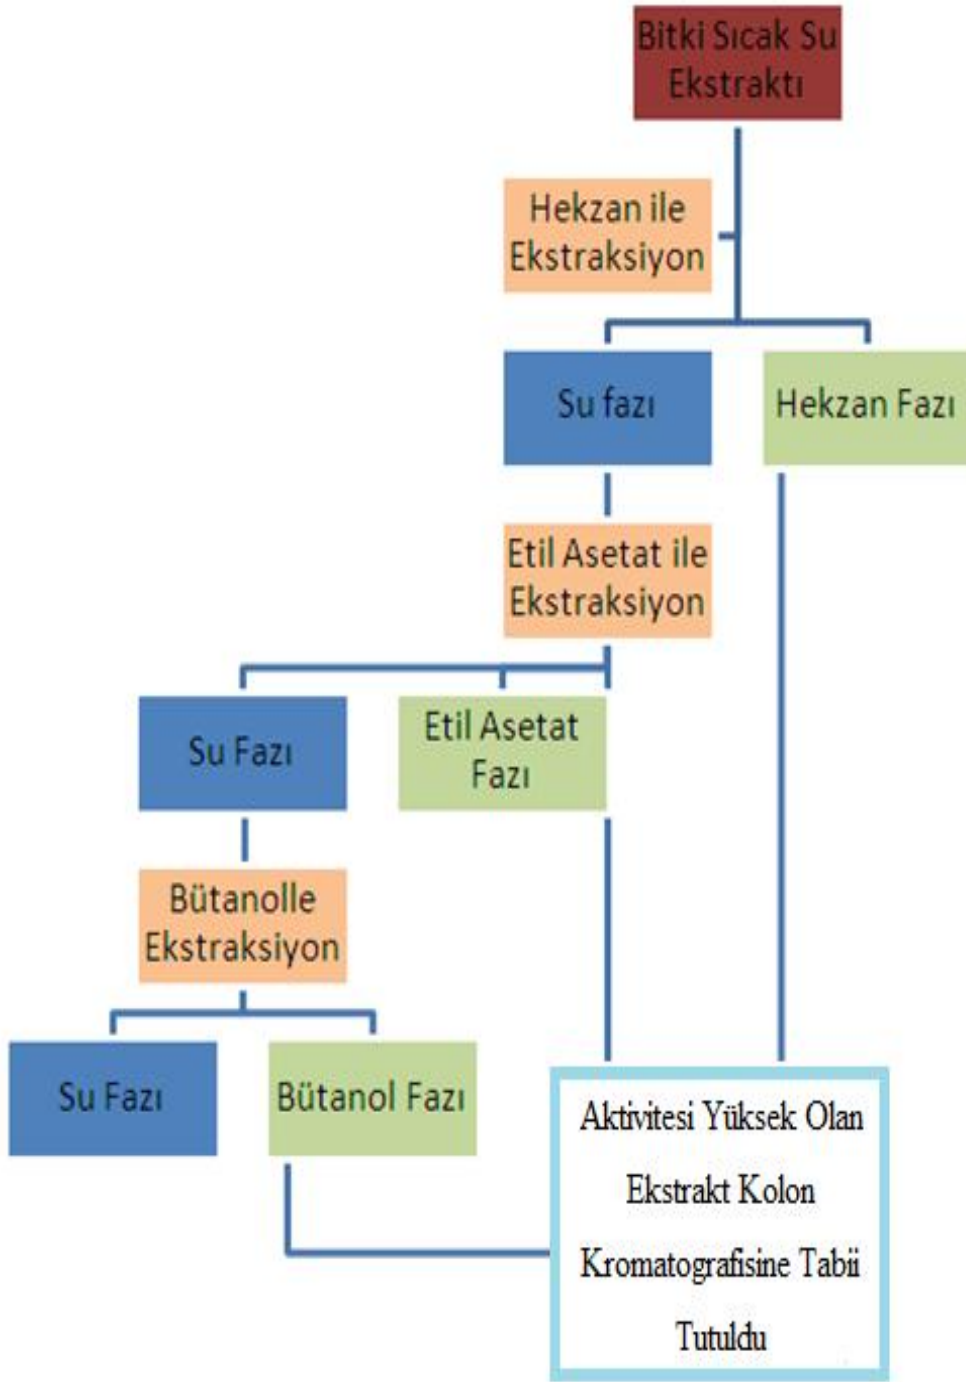 Bitki Sıcak Su
Ekstraktı
Hekzan ile
Ekstraksiyon
Su fazı
Hekzan Fazı
Etil Asetat ile
Ekstraksiyon
Su Fazı
Etil Asetat
Fazı
Bütanolle
Ekstraksiyon
Su Fazı
Bütanol Fazı
Aktivitesi Yüksek Olan
Ekstrakt Kolon
Kromatografisine Tabii
Tutuldu